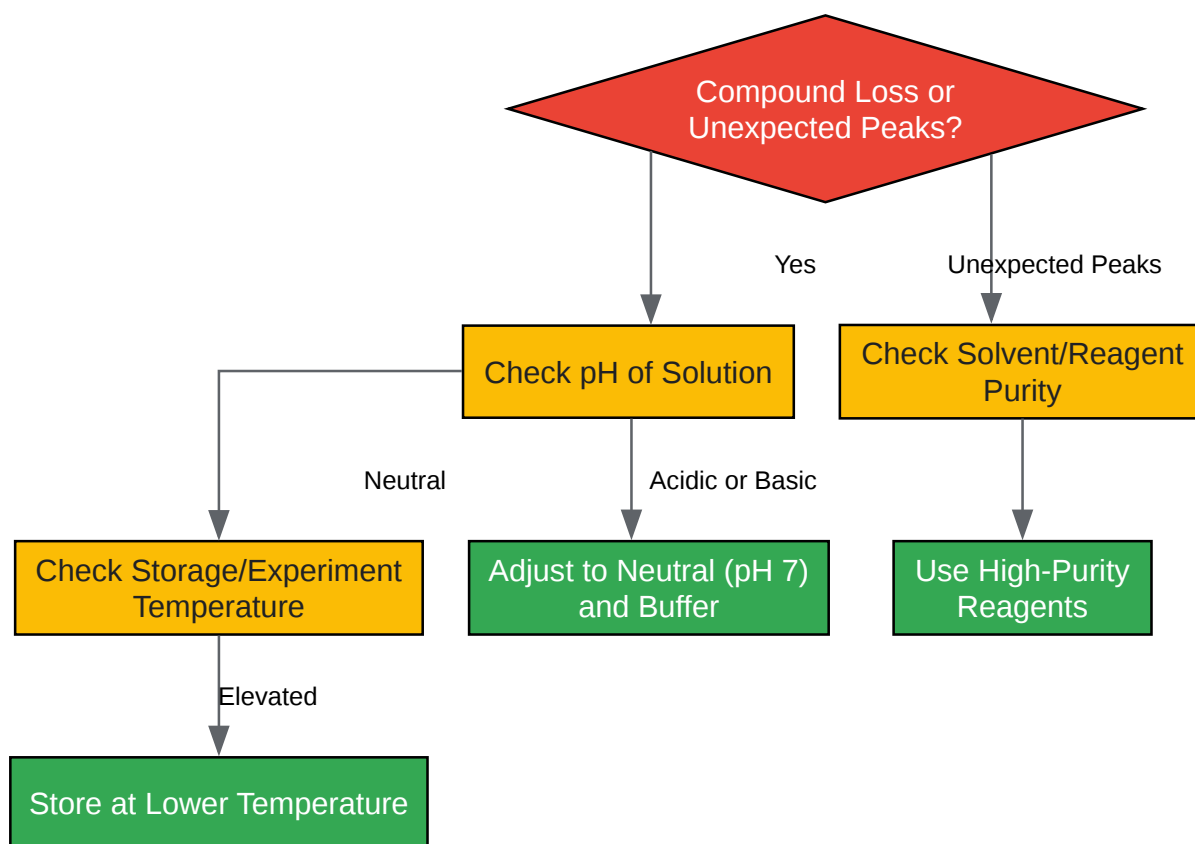 Compound Loss or
Unexpected Peaks?
Yes
Unexpected Peaks
Check pH of Solution
Check Solvent/Reagent
Purity
Neutral
Acidic or Basic
Check Storage/Experiment
Temperature
Adjust to Neutral (pH 7)
and Buffer
Use High-Purity
Reagents
Elevated
Store at Lower Temperature